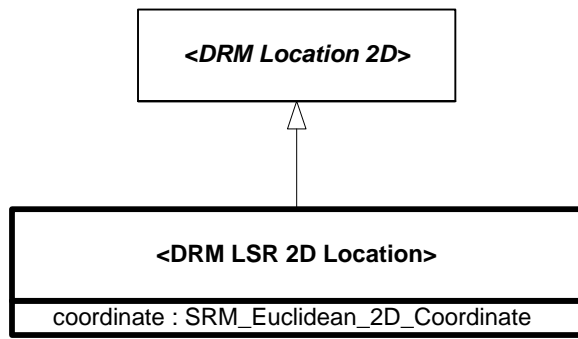 <DRM Location 2D>
<DRM LSR 2D Location>
coordinate : SRM_Euclidean_2D_Coordinate